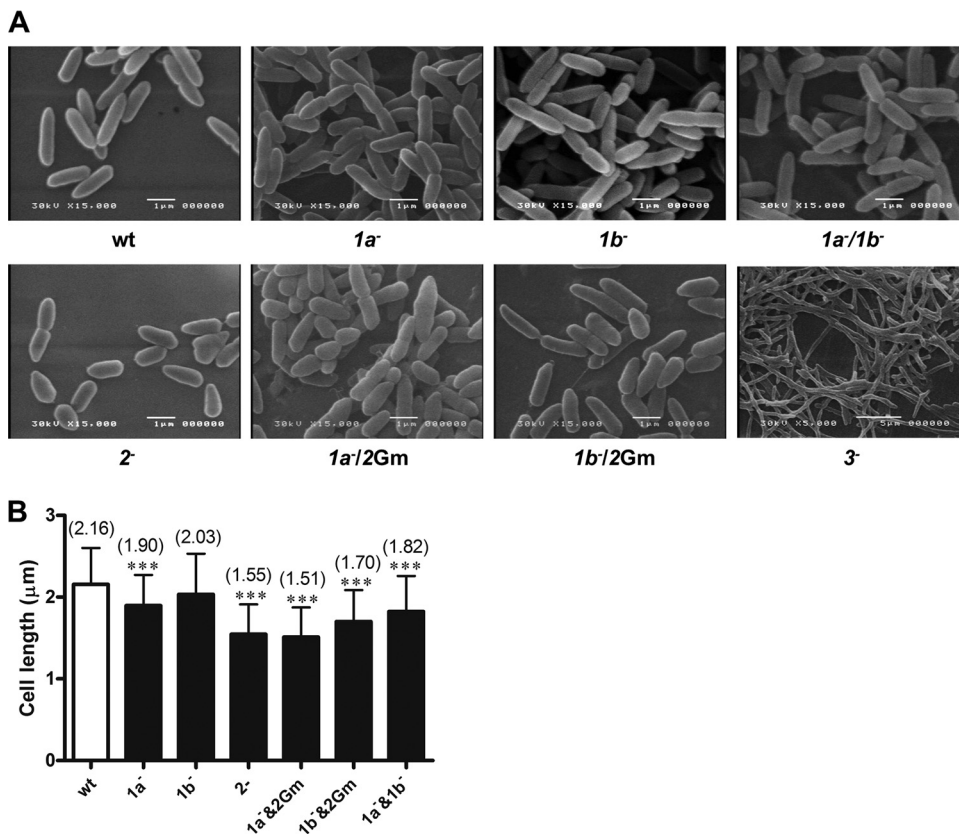 A
30kV X15.000 1µm 000000
30kV X15.000 1µm 000000
30kV X15.000 1µm 000000
30kV X15.000 1µm 000000
wt
1a-
1b-
1a-/1b-
30kV X15.000 1µm 000000
30kV X15.000 1µm 000000
30kV X15.000 1µm 000000
30kV X5.000 5µm 000000
2-
1a-/2Gm
1b-/2Gm
3-
B
Cell length (µm)
3
2
1
0
(2.16)
(1.90)
***
(2.03)
(1.55)
***
(1.51)
***
(1.70)
***
(1.82)
***
wt
1a-
1b-
2-
1a-&2Gm
1b-&2Gm
1a-&1b-